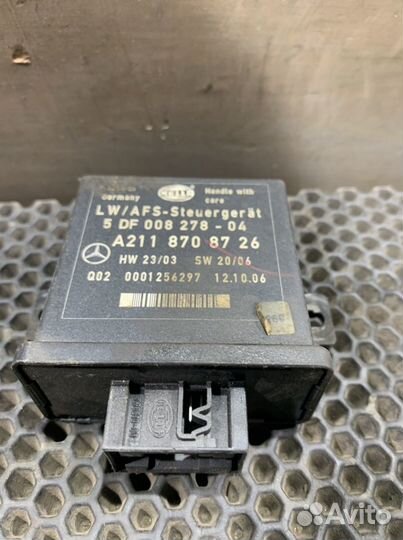 germany
HELLA
Handle with
care
LW/AFS-Steuergerät
5 DF 008 278 - 04
A211 870 87 26
HW 23/03 SW 20/06
Q02 0001256297 12.10.06
Avito